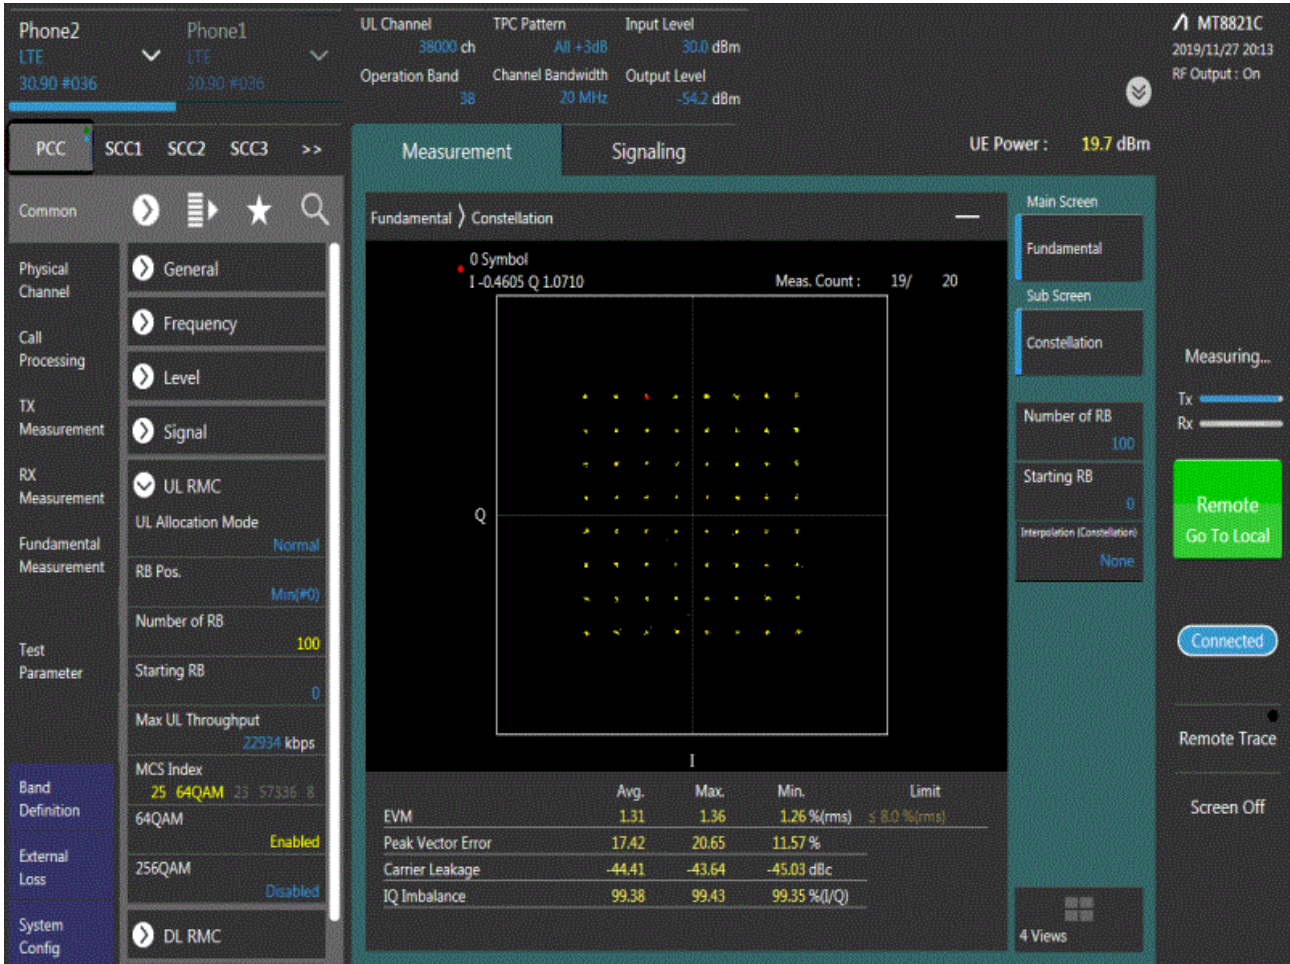 Phone2
LTE
30.90 #036
Phone1
LTE
30.90 #036
UL Channel
38000 ch
TPC Pattern
All +3dB
Input Level
30.0 dBm
Operation Band
38
Channel Bandwidth
20 MHz
Output Level
-54.2 dBm
MT8821C
2019/11/27 20:13
RF Output : On
PCC SCC1 SCC2 SCC3 >>
Measurement
Signaling
UE Power : 19.7 dBm
Common
Physical
Channel
Call
Processing
TX
Measurement
RX
Measurement
Fundamental
Measurement
Test
Parameter
Band
Definition
External
Loss
System
Config
General
Frequency
Level
Signal
UL RMC
UL Allocation Mode
Normal
RB Pos.
Min(#0)
Number of RB
100
Starting RB
0
Max UL Throughput
22934 kbps
MCS Index
25 64QAM 23 57336 8
64QAM
Enabled
256QAM
Disabled
DL RMC
Fundamental 〉Constellation
0 Symbol
I -0.4605 Q 1.0710
Meas. Count : 19/ 20
Q
I
Avg. Max. Min. Limit
EVM 1.31 1.36 1.26 %(rms) ≤ 8.0 %(rms)
Peak Vector Error 17.42 20.65 11.57 %
Carrier Leakage -44.41 -43.64 -45.03 dBc
IQ Imbalance 99.38 99.43 99.35 %(I/Q)
Main Screen
Fundamental
Sub Screen
Constellation
Number of RB
100
Starting RB
0
Interpolation (Constellation)
None
4 Views
Measuring...
Tx
Rx
Remote
Go To Local
Connected
Remote Trace
Screen Off